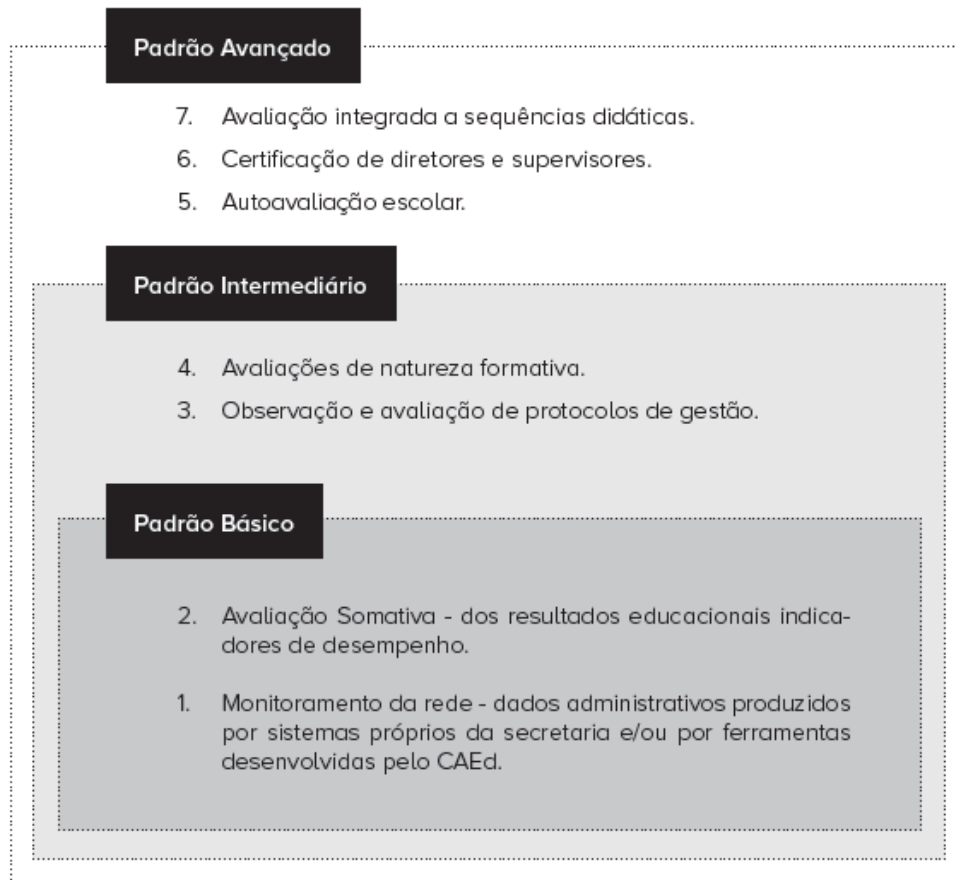 Padrão Avançado
7. Avaliação integrada a sequências didáticas.
6. Certificação de diretores e supervisores.
5. Autoavaliação escolar.
Padrão Intermediário
4. Avaliações de natureza formativa.
3. Observação e avaliação de protocolos de gestão.
Padrão Básico
2. Avaliação Somativa - dos resultados educacionais indica-
dores de desempenho.
1. Monitoramento da rede - dados administrativos produzidos
por sistemas próprios da secretaria e/ou por ferramentas
desenvolvidas pelo CAEd.